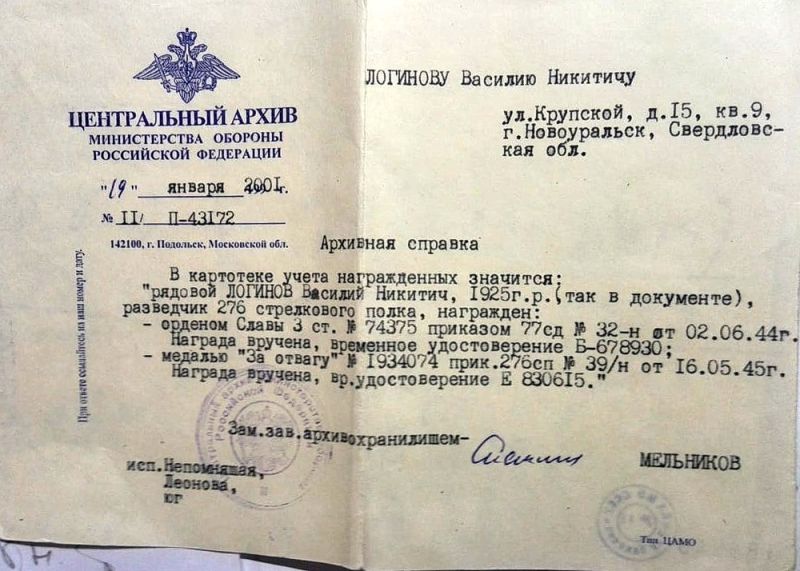 ЦЕНТРАЛЬНЫЙ АРХИВ
МИНИСТЕРСТВА ОБОРОНЫ
РОССИЙСКОЙ ФЕДЕРАЦИИ
"19" января 2001 г.
№ II/ П-43172
142100, г. Подольск, Московской обл.
При ответе ссылайтесь на наш номер и дату.
ЛОГИНОВУ Василию Никитичу
ул.Крупской, д.15, кв.9,
г.Новоуральск, Свердловс-
кая обл.
Архивная справка
В картотеке учета награжденных значится:
"рядовой ЛОГИНОВ Василий Никитич, 1925г.р.(так в документе),
разведчик 276 стрелкового полка, награжден:
- орденом Славы 3 ст. № 74375 приказом 77сд № 32-н от 02.06.44г.
Награда вручена, временное удостоверение Б-678930;
- медалью "За отвагу" № 1934074 прик.276сп № 39/н от 16.05.45г.
Награда вручена, вр.удостоверение Е 830615."
Зам.зав.архивохранилишем-
МЕЛЬНИКОВ
исп.Непомняшая,
Леонова,
юг
Тип ЦАМО